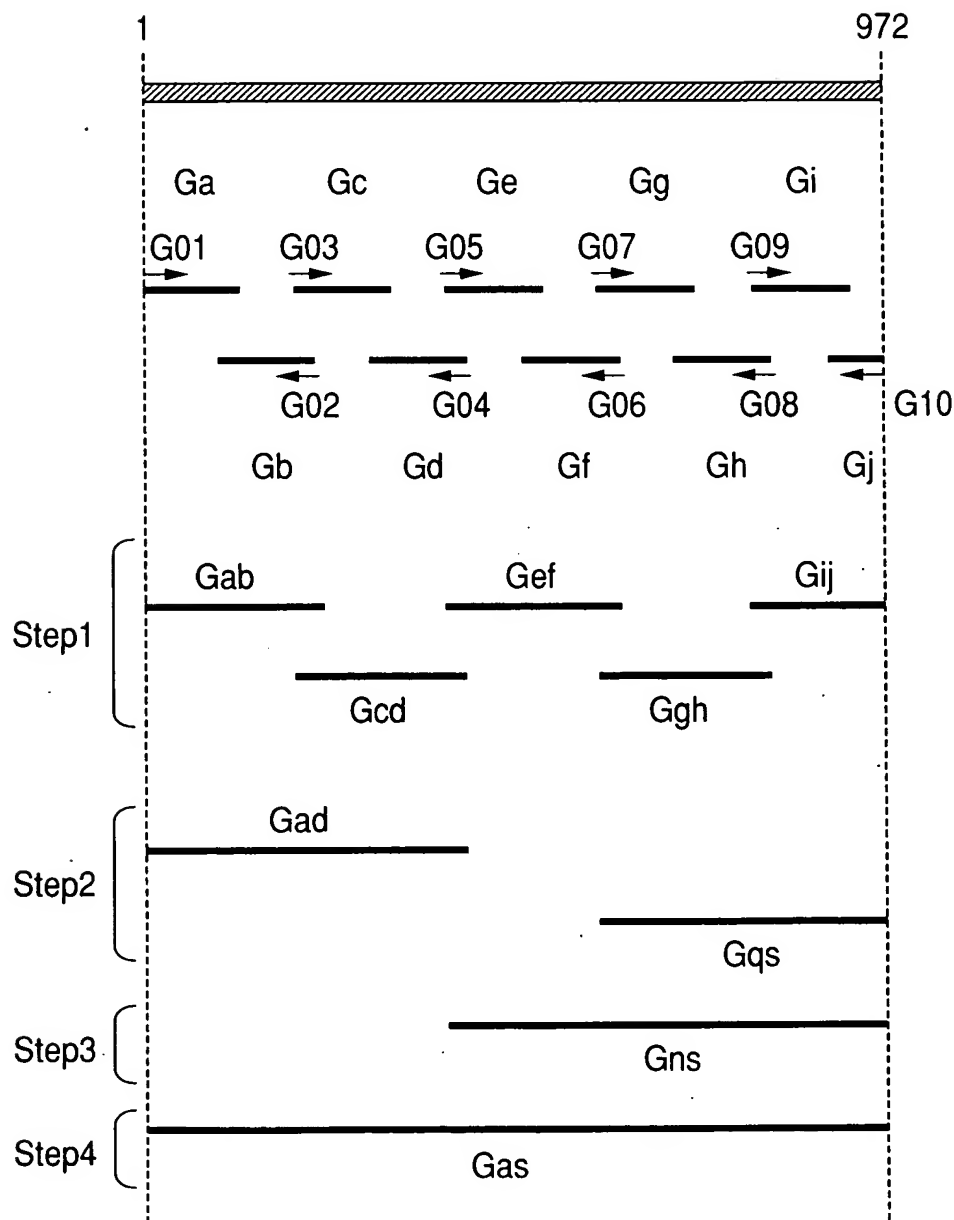 1 972
Ga Gc Ge Gg Gi
G01 G03 G05 G07 G09
G02 G04 G06 G08 G10
Gb Gd Gf Gh Gj
Gab Gef Gij
Step1
Gcd Ggh
Gad
Step2
Gqs
Step3
Gns
Step4
Gas